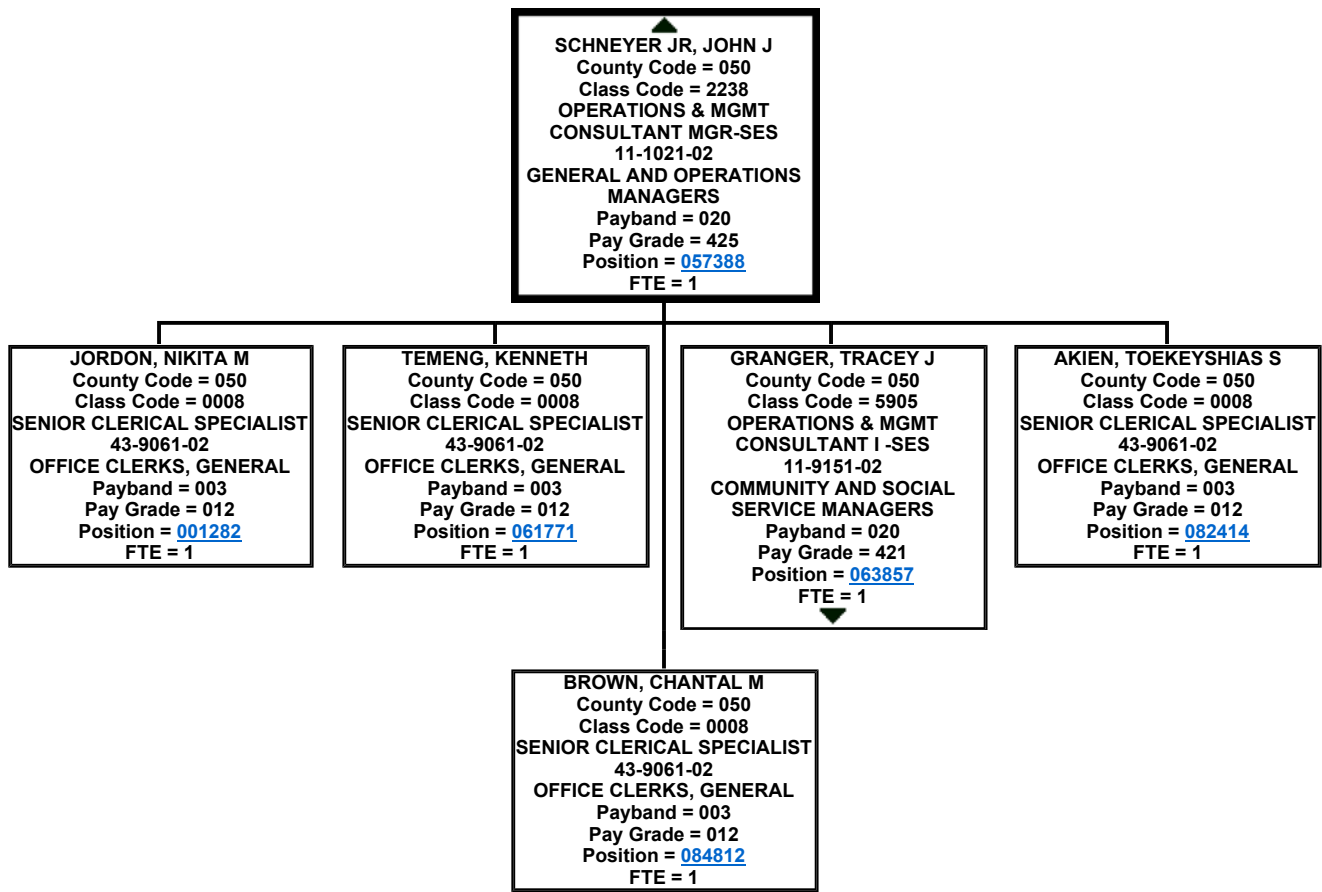 SCHNEYER JR, JOHN J
County Code = 050
Class Code = 2238
OPERATIONS & MGMT
CONSULTANT MGR-SES
11-1021-02
GENERAL AND OPERATIONS
MANAGERS
Payband = 020
Pay Grade = 425
Position = 057388
FTE = 1
JORDON, NIKITA M
County Code = 050
Class Code = 0008
SENIOR CLERICAL SPECIALIST
43-9061-02
OFFICE CLERKS, GENERAL
Payband = 003
Pay Grade = 012
Position = 001282
FTE = 1
TEMENG, KENNETH
County Code = 050
Class Code = 0008
SENIOR CLERICAL SPECIALIST
43-9061-02
OFFICE CLERKS, GENERAL
Payband = 003
Pay Grade = 012
Position = 061771
FTE = 1
GRANGER, TRACEY J
County Code = 050
Class Code = 5905
OPERATIONS & MGMT
CONSULTANT I -SES
11-9151-02
COMMUNITY AND SOCIAL
SERVICE MANAGERS
Payband = 020
Pay Grade = 421
Position = 063857
FTE = 1
AKIEN, TOEKEYSHIAS S
County Code = 050
Class Code = 0008
SENIOR CLERICAL SPECIALIST
43-9061-02
OFFICE CLERKS, GENERAL
Payband = 003
Pay Grade = 012
Position = 082414
FTE = 1
BROWN, CHANTAL M
County Code = 050
Class Code = 0008
SENIOR CLERICAL SPECIALIST
43-9061-02
OFFICE CLERKS, GENERAL
Payband = 003
Pay Grade = 012
Position = 084812
FTE = 1